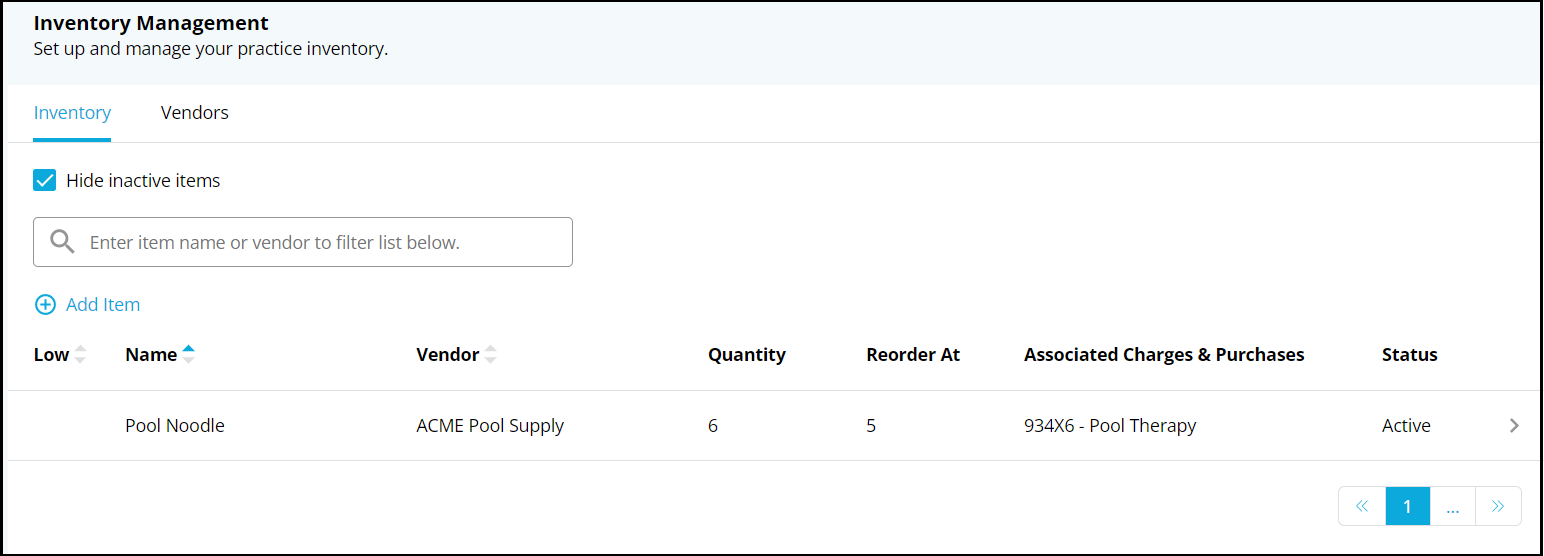 Inventory Management
Set up and manage your practice inventory.
Inventory Vendors
Hide inactive items
Enter item name or vendor to filter list below.
Add Item
Low Name Vendor Quantity Reorder At Associated Charges & Purchases Status
Pool Noodle ACME Pool Supply 6 5 934X6 - Pool Therapy Active
« 1 ... »